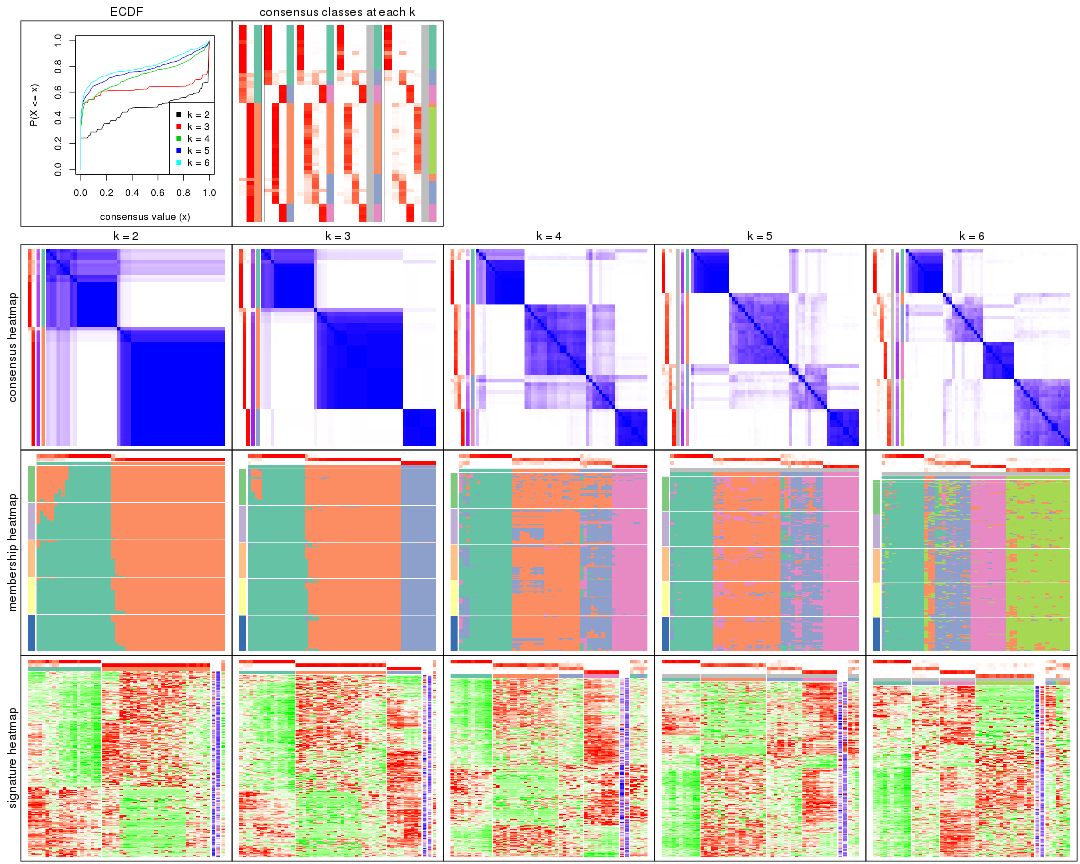 ECDF
consensus classes at each k
P(X <= x)
1.0
0.8
0.6
0.4
0.2
0.0
k = 2
k = 3
k = 4
k = 5
k = 6
0.0 0.2 0.4 0.6 0.8 1.0
consensus value (x)
k = 2
k = 3
k = 4
k = 5
k = 6
consensus heatmap
membership heatmap
signature heatmap